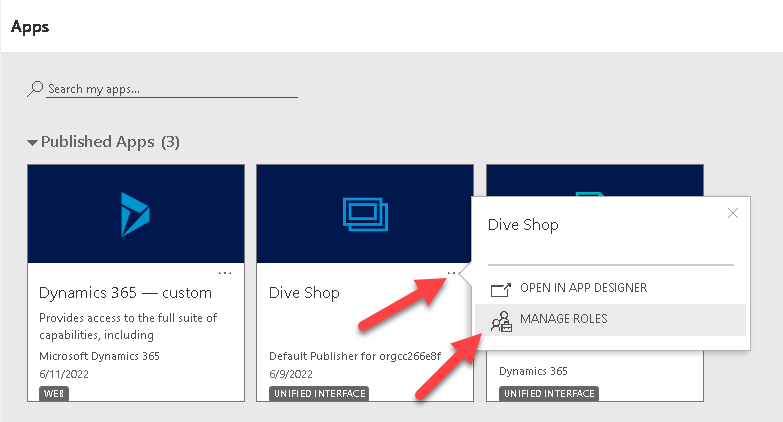 Apps
Search my apps...
Published Apps (3)
Dynamics 365 — custom
Provides access to the full suite of
capabilities, including
Microsoft Dynamics 365
6/11/2022
WEB
...
Dive Shop
Default Publisher for orgcc266e8f
6/9/2022
UNIFIED INTERFACE
Dive Shop
OPEN IN APP DESIGNER
MANAGE ROLES
Dynamics 365
UNIFIED INTERFACE